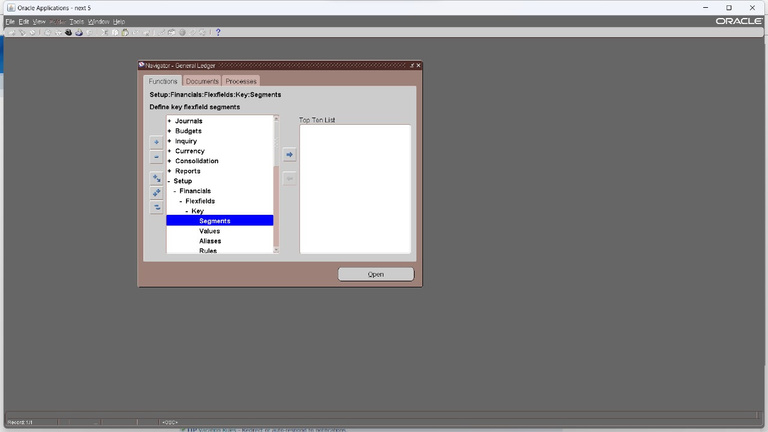 Oracle Applications - next 5
File Edit View Tools Window Help
ORACLE
Navigator - General Ledger
Functions Documents Processes
Setup:Financials:Flexfields:Key:Segments
Define key flexfield segments
Top Ten List
+ Journals
+ Budgets
+ Inquiry
+ Currency
+ Consolidation
+ Reports
- Setup
- Financials
- Flexfields
- Key
Segments
Values
Aliases
Rules
Open
Record: 1/1
<OSC>